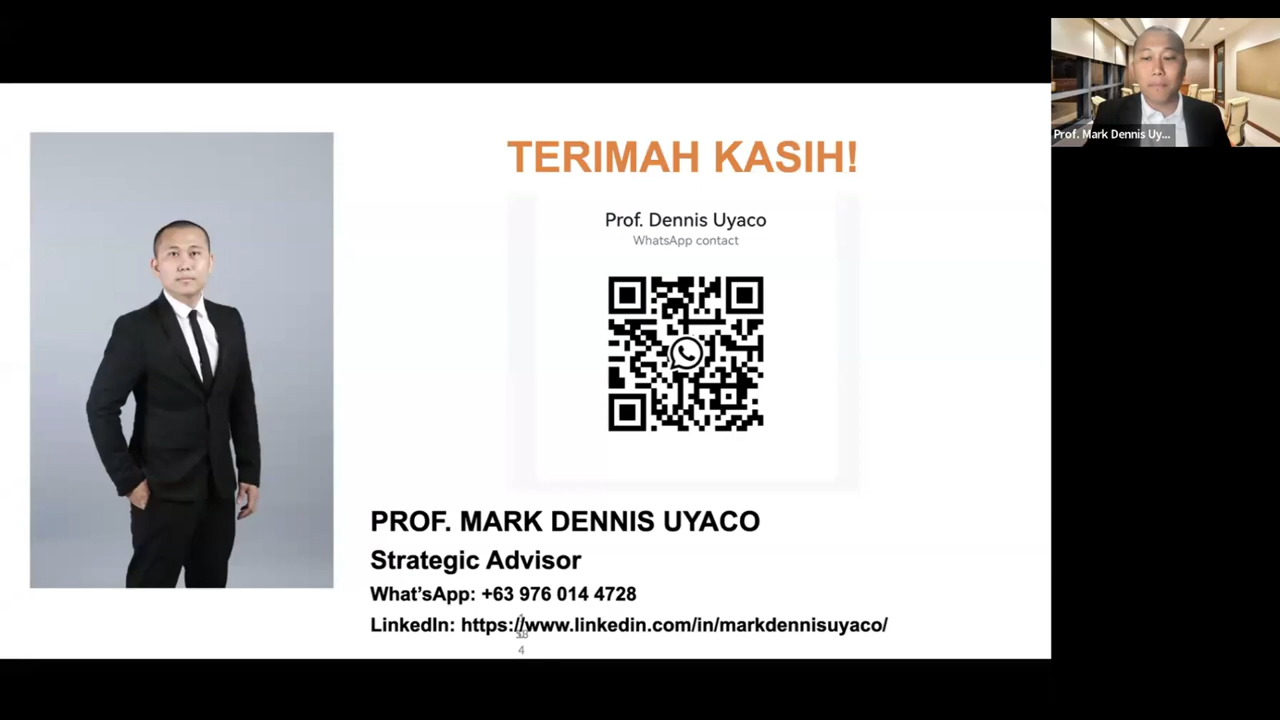 TERIMAH KASIH!
Prof. Dennis Uyaco
WhatsApp contact
PROF. MARK DENNIS UYACO
Strategic Advisor
What'sApp: +63 976 014 4728
LinkedIn: https://www.linkedin.com/in/markdennisuyaco/
4
Prof. Mark Dennis Uy...